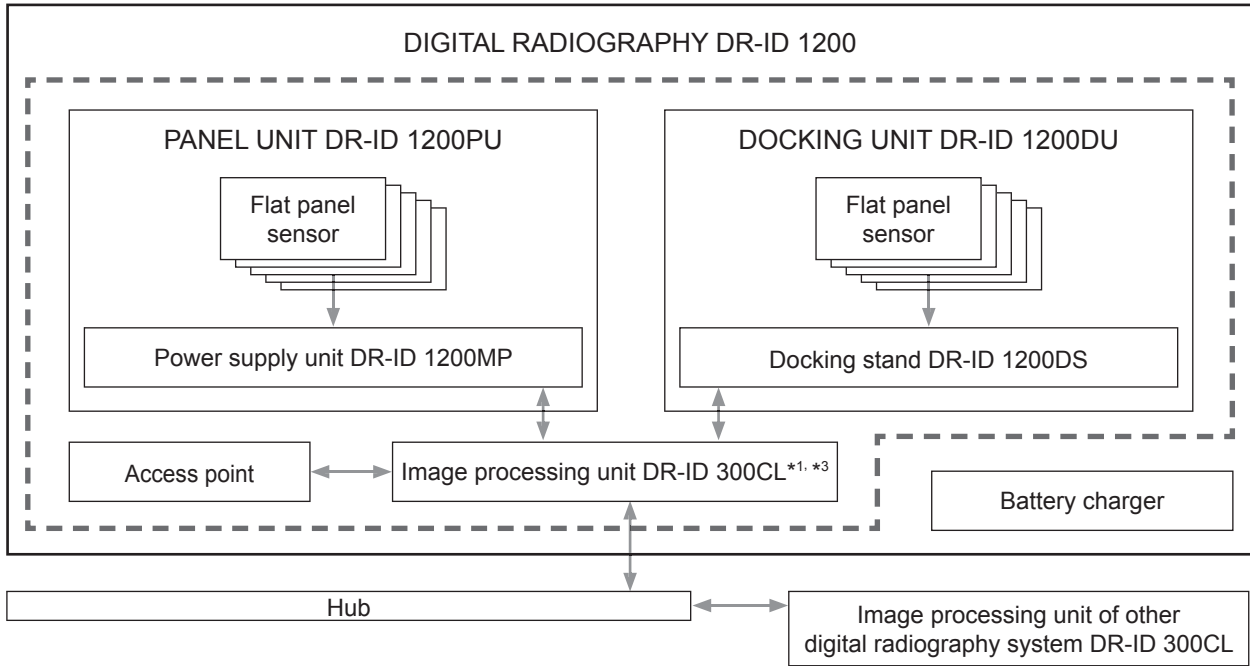 DIGITAL RADIOGRAPHY DR-ID 1200
PANEL UNIT DR-ID 1200PU
Flat panel
sensor
Power supply unit DR-ID 1200MP
DOCKING UNIT DR-ID 1200DU
Flat panel
sensor
Docking stand DR-ID 1200DS
Access point
Image processing unit DR-ID 300CL*1, *3
Battery charger
Hub
Image processing unit of other
digital radiography system DR-ID 300CL